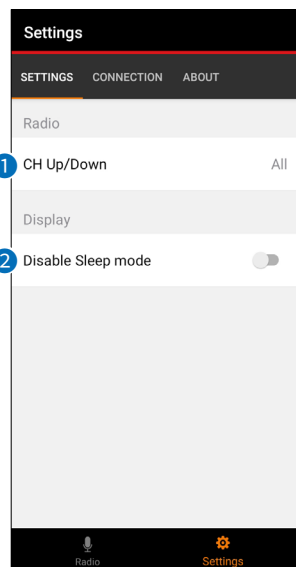 Settings
SETTINGS CONNECTION ABOUT
Radio
1 CH Up/Down All
Display
2 Disable Sleep mode
Radio Settings